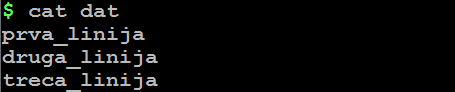 $ cat dat
prva_linija
druga_linija
treca_linija